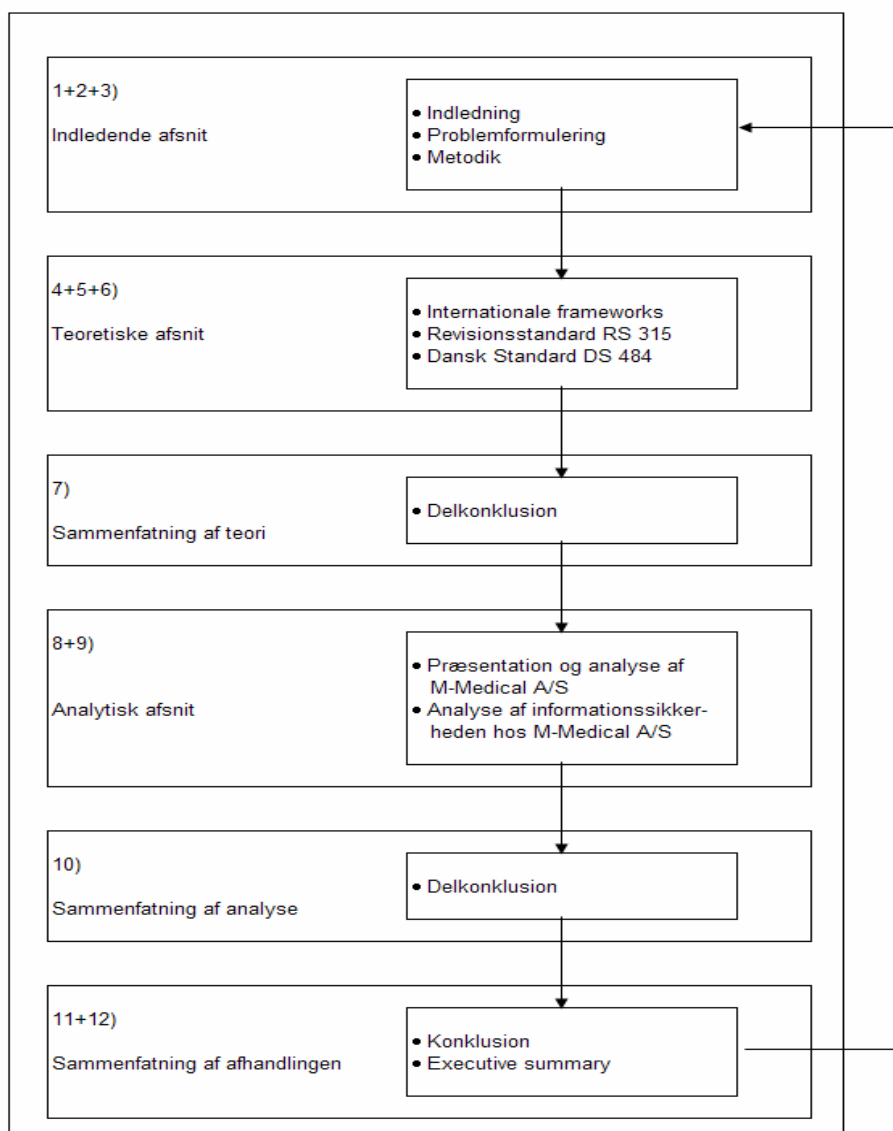 1+2+3)
Indledende afsnit
• Indledning
• Problemformulering
• Metodik
4+5+6)
Teoretiske afsnit
• Internationale frameworks
• Revisionsstandard RS 315
• Dansk Standard DS 484
7)
Sammenfatning af teori
• Delkonklusion
8+9)
Analytisk afsnit
• Præsentation og analyse af
M-Medical A/S
• Analyse af informationssikker-
heden hos M-Medical A/S
10)
Sammenfatning af analyse
• Delkonklusion
11+12)
Sammenfatning af afhandlingen
• Konklusion
• Executive summary